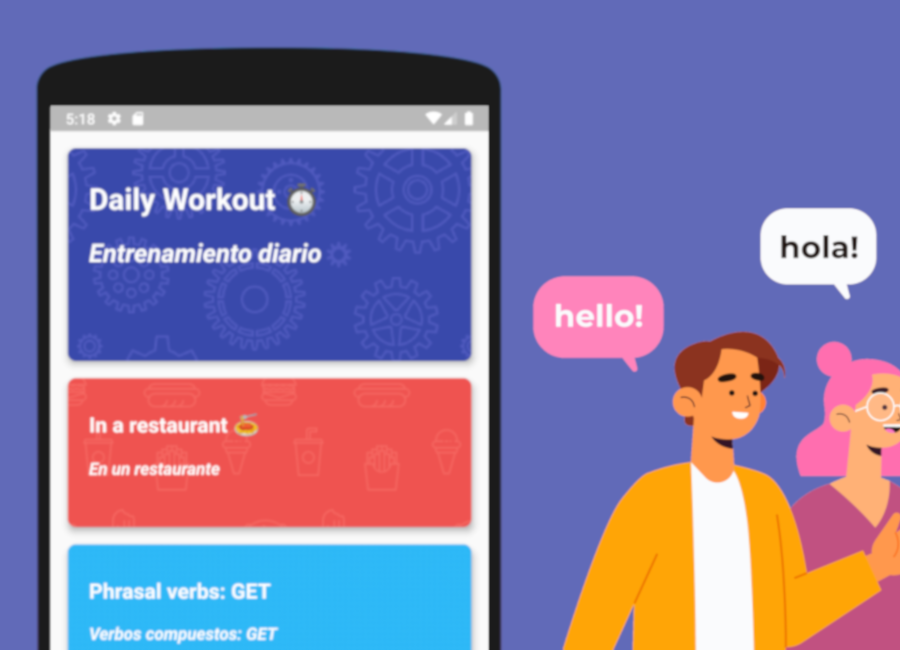 5:18
Daily Workout ⏱️
Entrenamiento diario
In a restaurant 🍝
En un restaurante
Phrasal verbs: GET
Verbos compuestos: GET
hello!
hola!